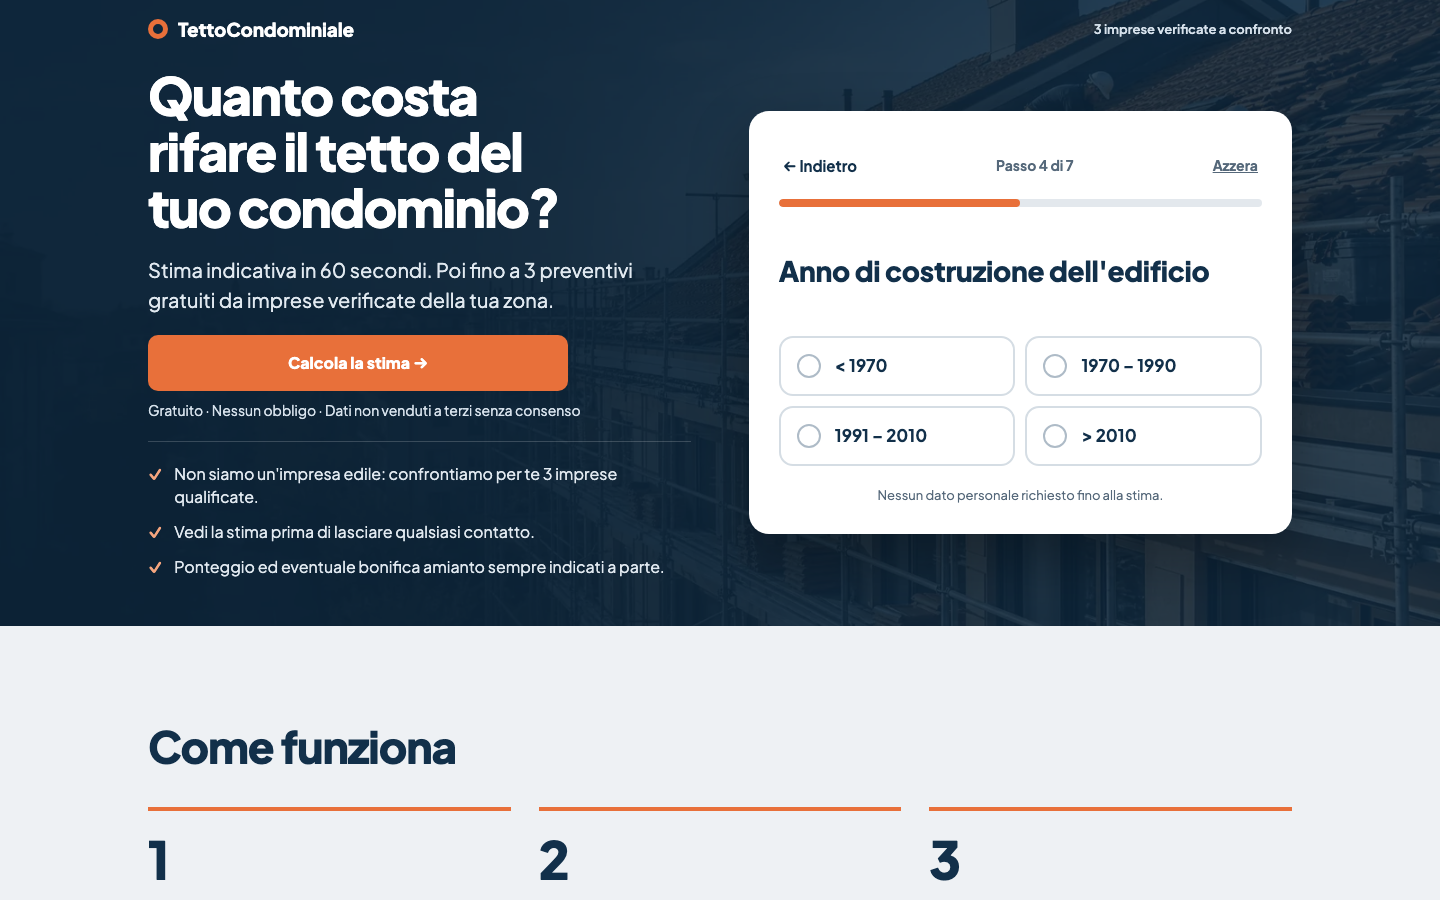 TettoCondominiale
3 imprese verificate a confronto
Quanto costa
rifare il tetto del
tuo condominio?
Stima indicativa in 60 secondi. Poi fino a 3 preventivi
gratuiti da imprese verificate della tua zona.
Calcola la stima →
Gratuito · Nessun obbligo · Dati non venduti a terzi senza consenso
Non siamo un'impresa edile: confrontiamo per te 3 imprese
qualificate.
Vedi la stima prima di lasciare qualsiasi contatto.
Ponteggio ed eventuale bonifica amianto sempre indicati a parte.
← Indietro
Passo 4 di 7
Azzera
Anno di costruzione dell'edificio
< 1970
1970 – 1990
1991 – 2010
> 2010
Nessun dato personale richiesto fino alla stima.
Come funziona
1
2
3